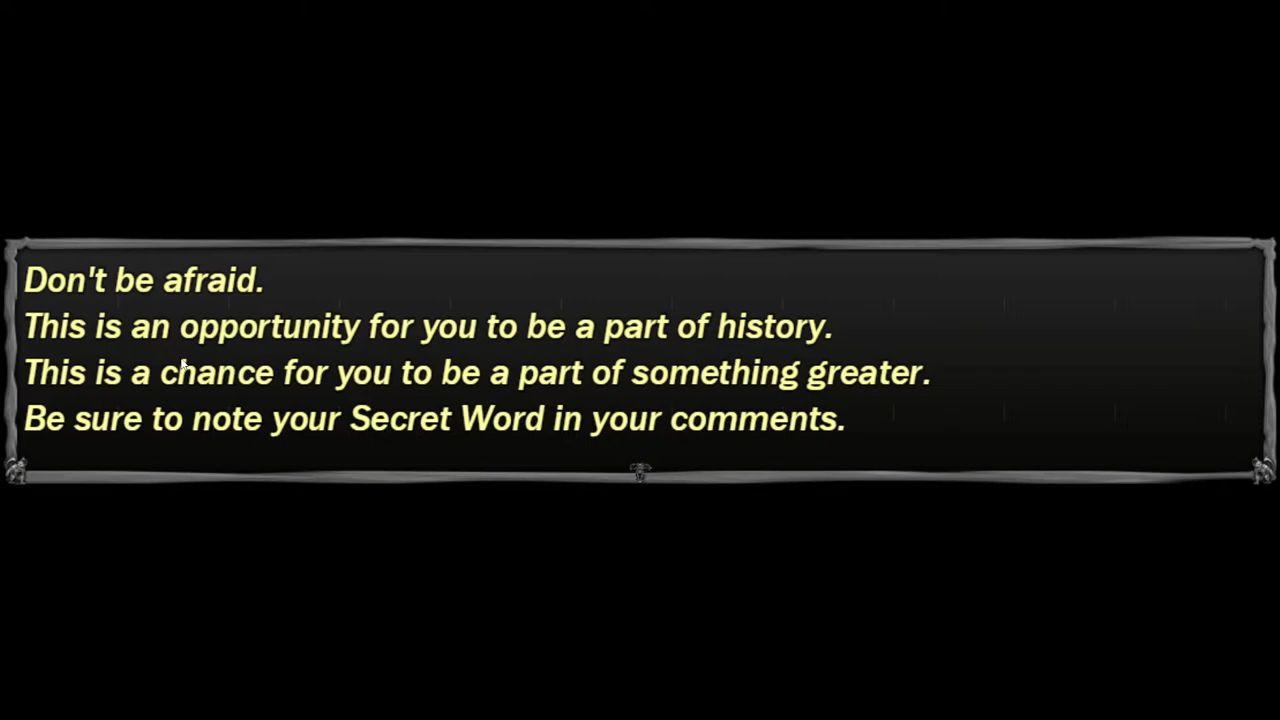 Don't be afraid.
This is an opportunity for you to be a part of history.
This is a chance for you to be a part of something greater.
Be sure to note your Secret Word in your comments.